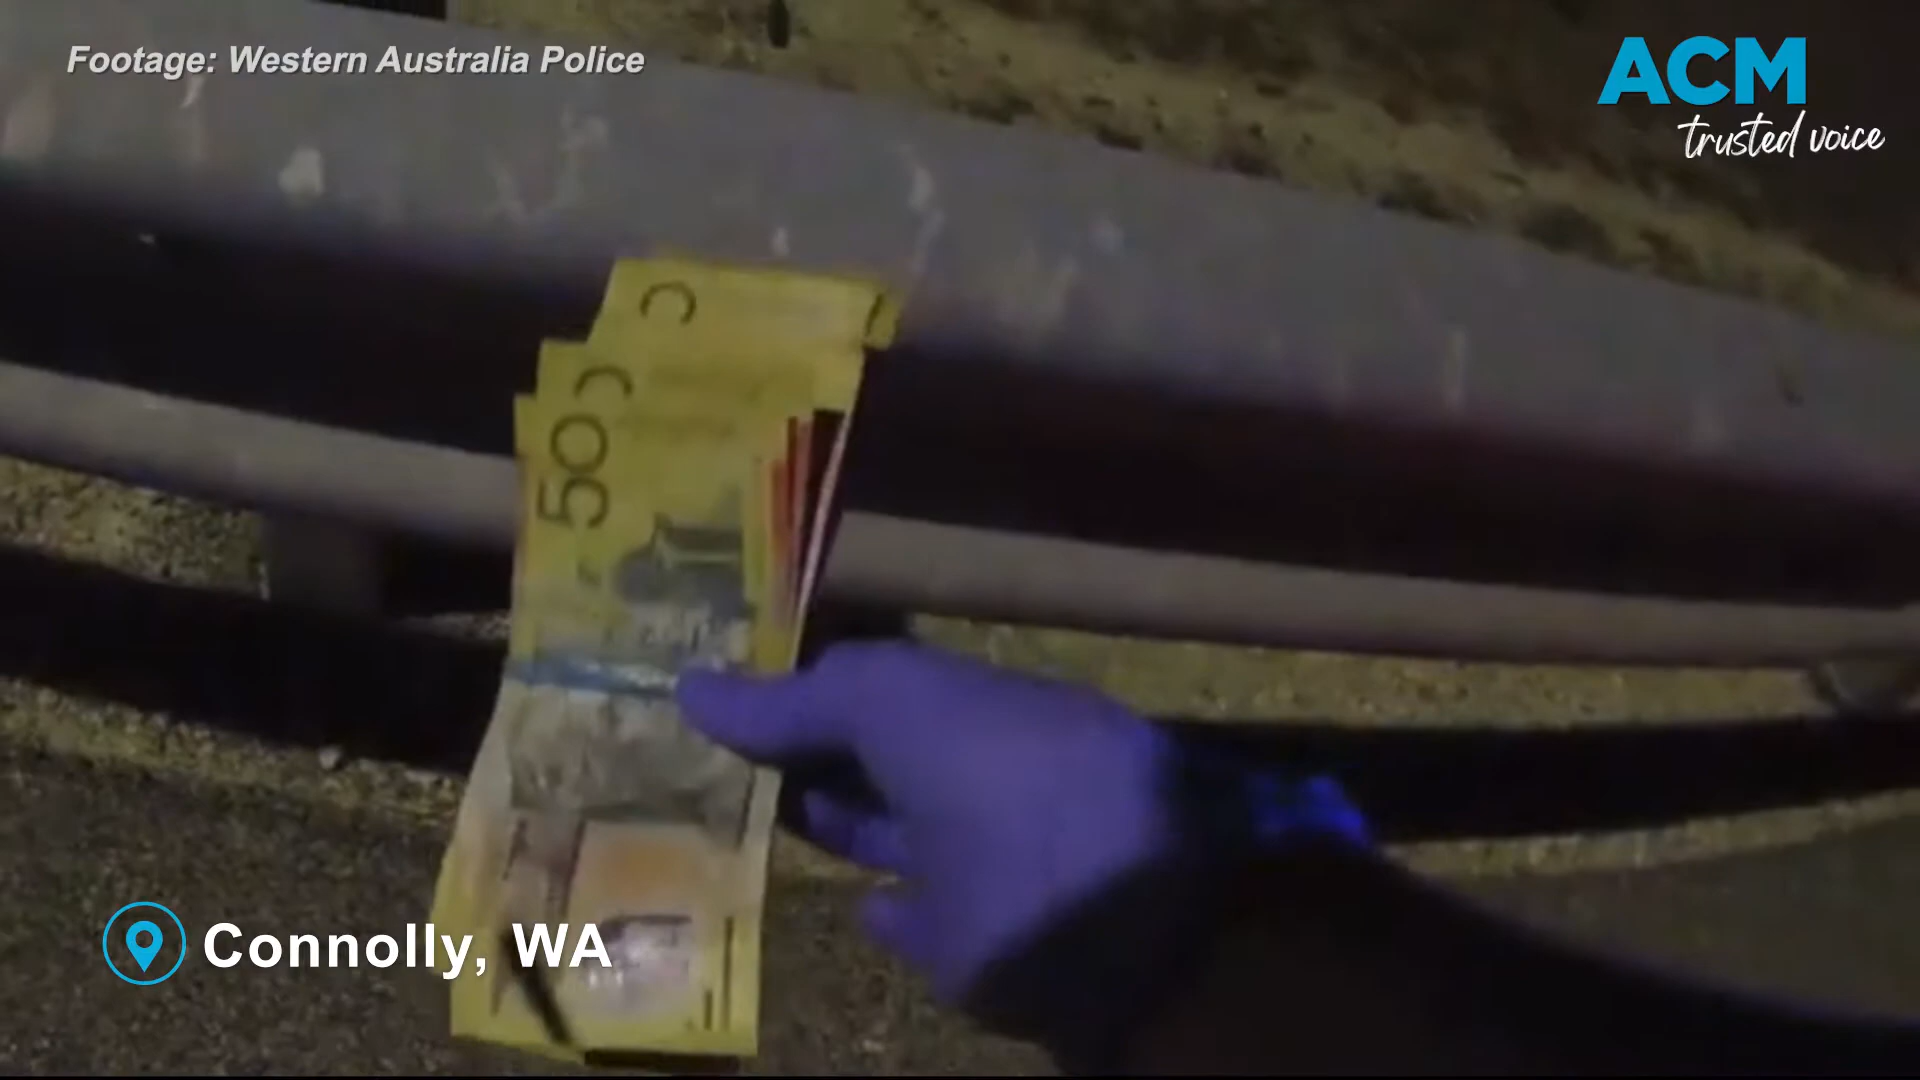 Footage: Western Australia Police
ACM
trusted voice
50
Connolly, WA